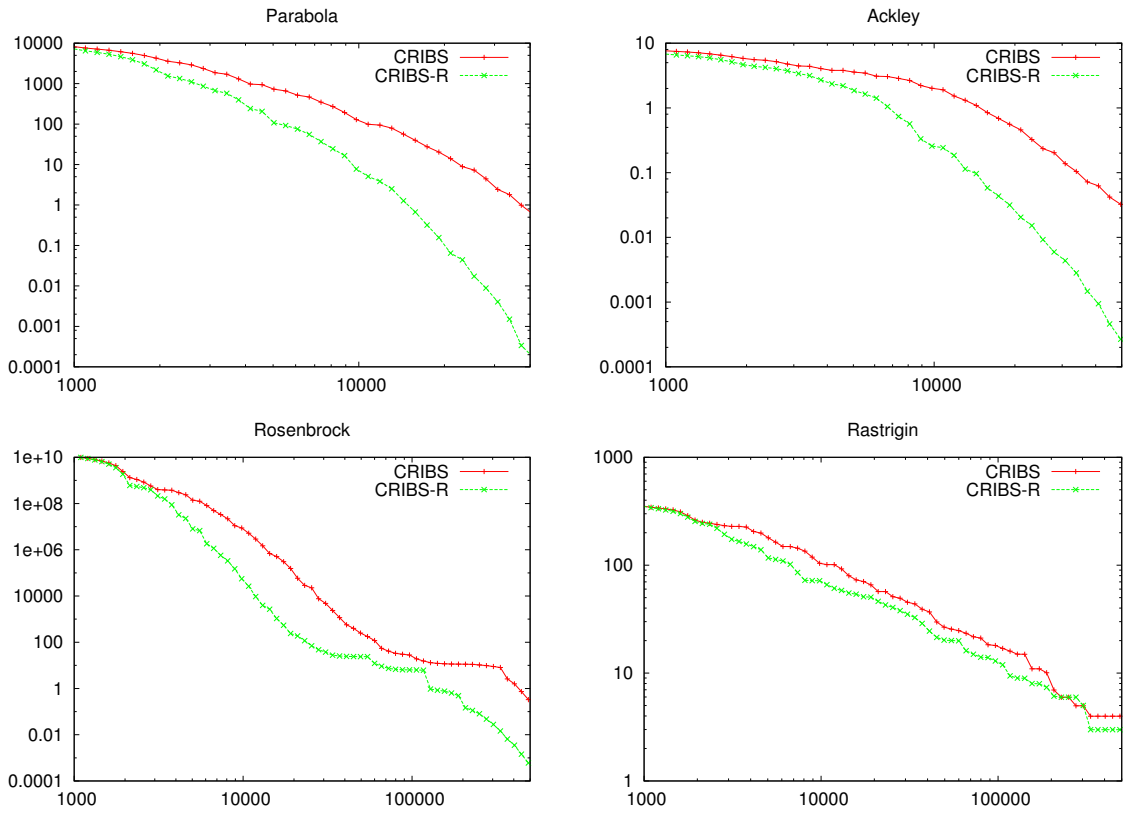 Parabola
CRIBS
CRIBS-R
10000
1000
100
10
1
0.1
0.01
0.001
0.0001
1000
10000
Ackley
CRIBS
CRIBS-R
10
1
0.1
0.01
0.001
0.0001
1000
10000
Rosenbrock
CRIBS
CRIBS-R
1e+10
1e+08
1e+06
10000
100
1
0.01
0.0001
1000
10000
100000
Rastrigin
CRIBS
CRIBS-R
1000
100
10
1
1000
10000
100000